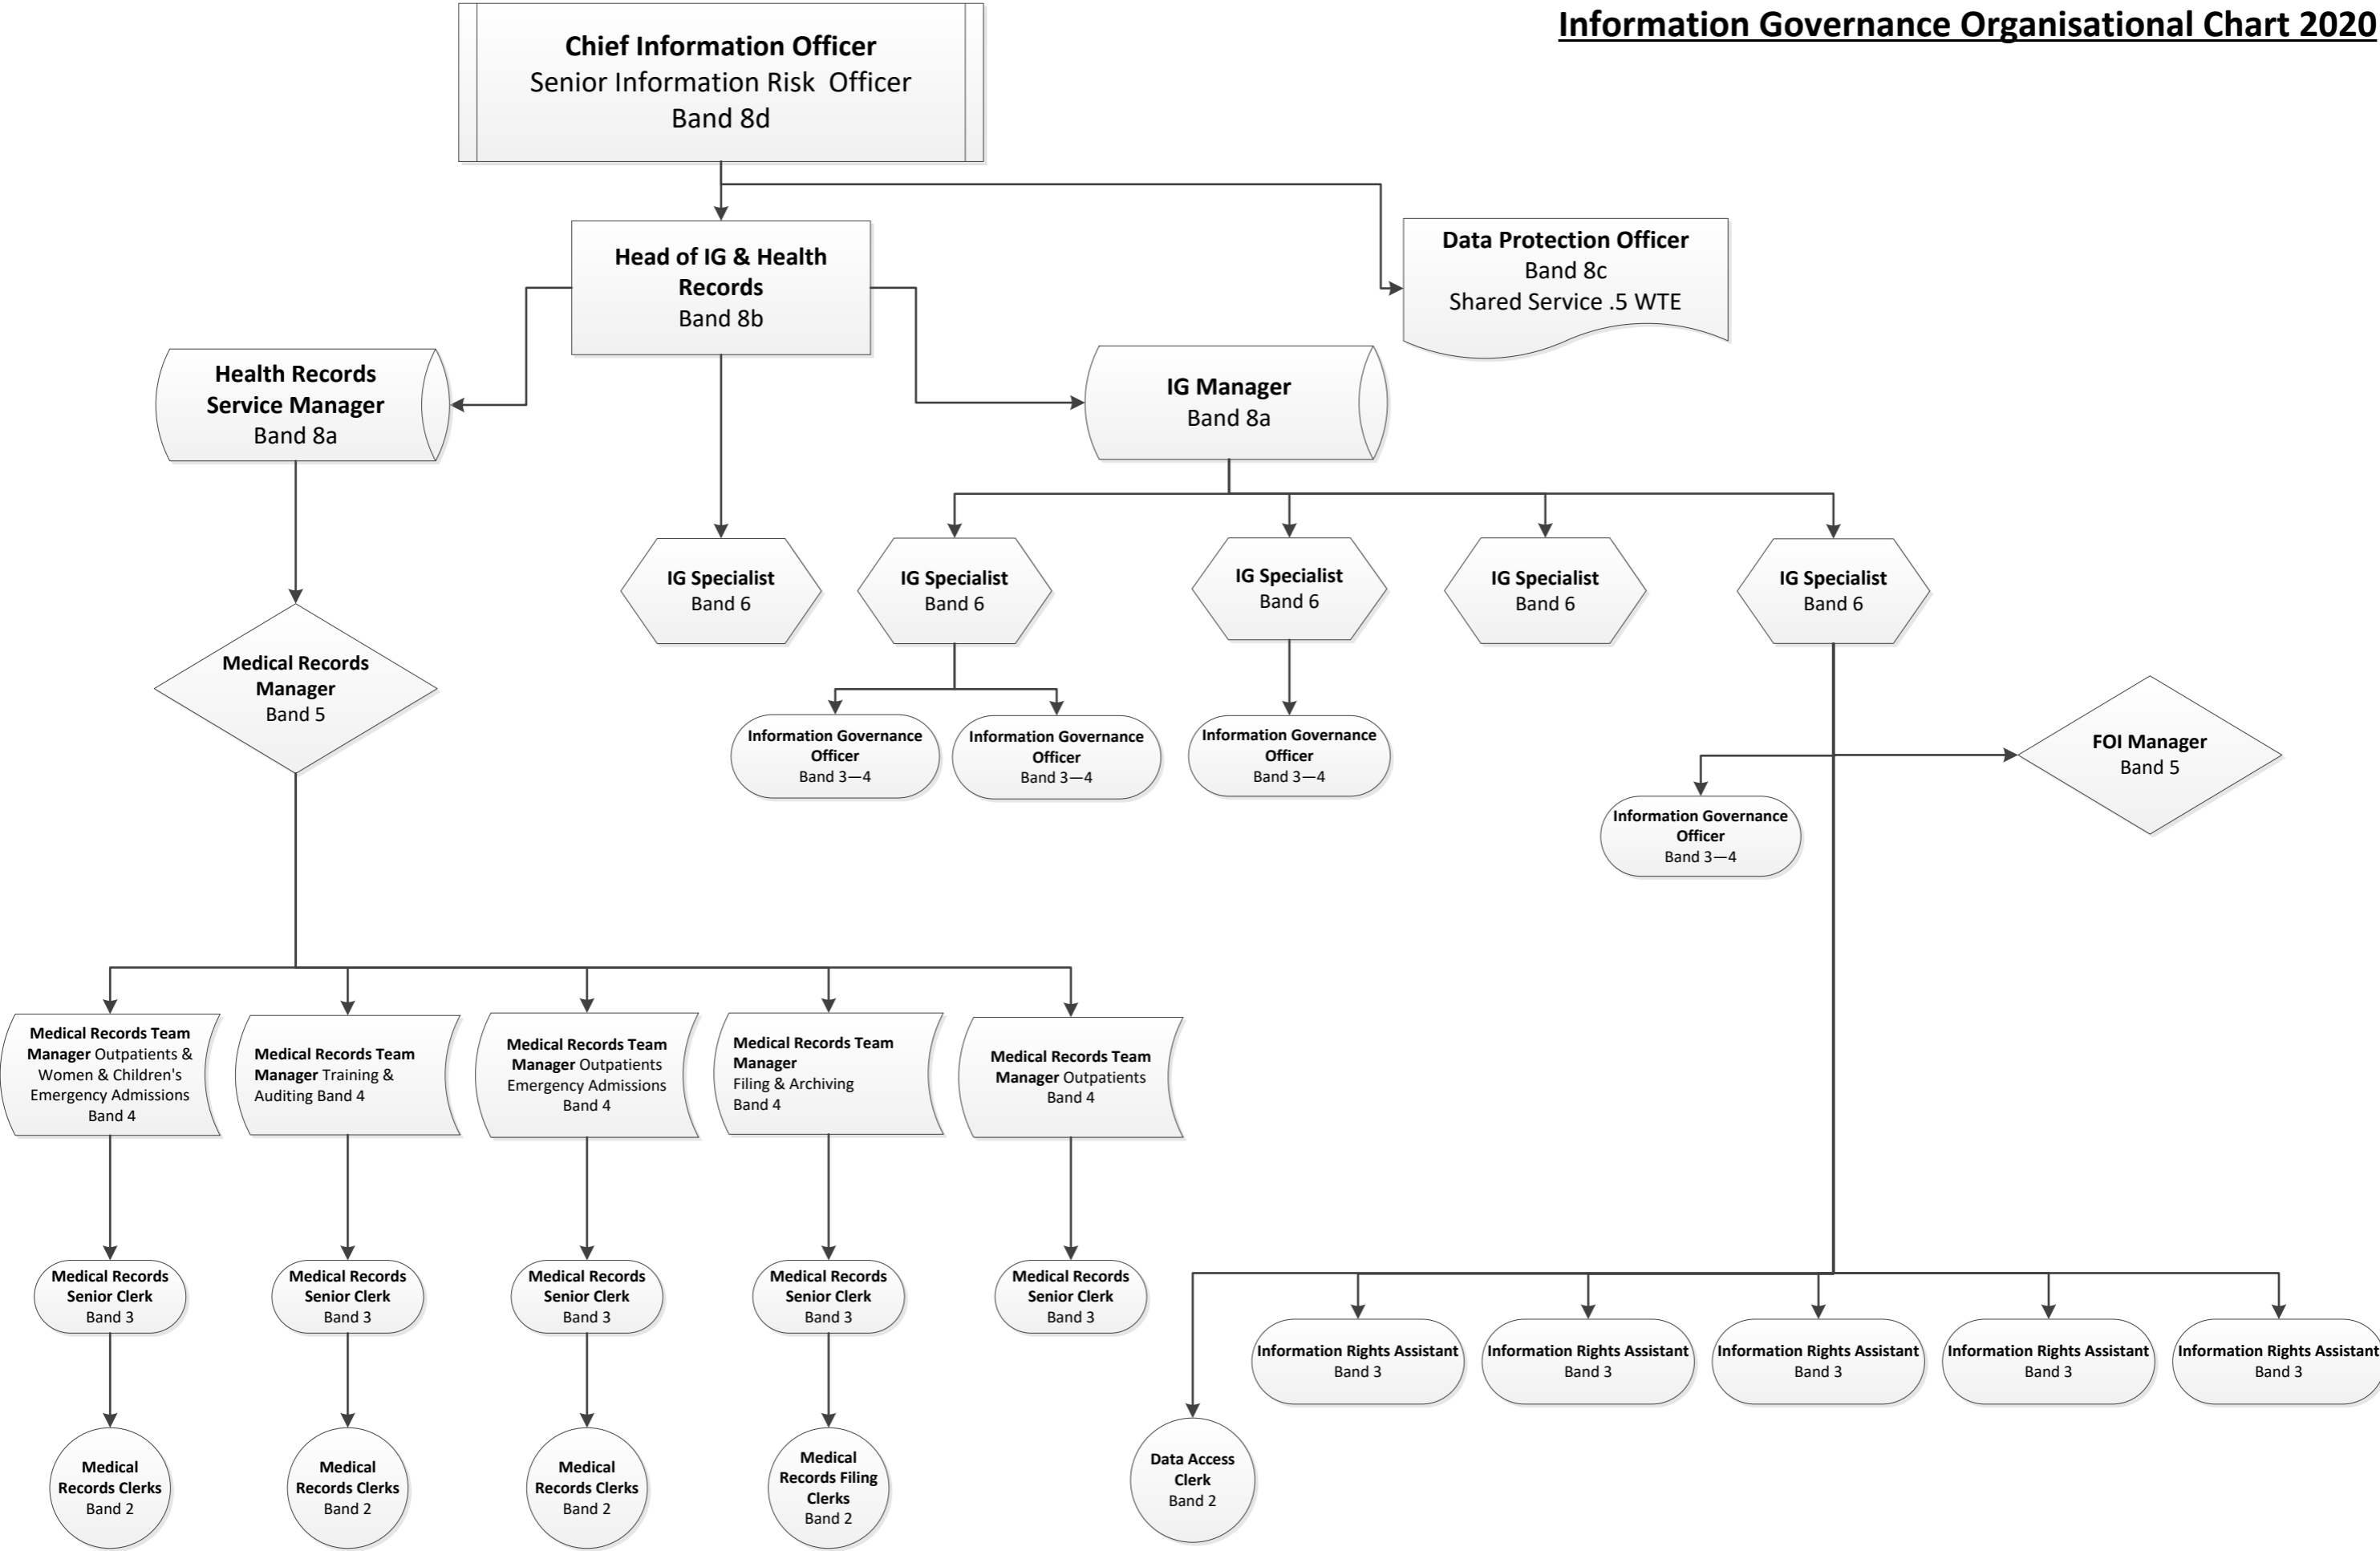 Information Governance Organisational Chart 2020
Chief Information Officer
Senior Information Risk Officer
Band 8d
Head of IG & Health
Records
Band 8b
Data Protection Officer
Band 8c
Shared Service .5 WTE
Health Records
Service Manager
Band 8a
IG Manager
Band 8a
IG Specialist
Band 6
IG Specialist
Band 6
IG Specialist
Band 6
IG Specialist
Band 6
IG Specialist
Band 6
Medical Records
Manager
Band 5
Information Governance
Officer
Band 3—4
Information Governance
Officer
Band 3—4
Information Governance
Officer
Band 3—4
FOI Manager
Band 5
Information Governance
Officer
Band 3—4
Medical Records Team
Manager Outpatients &
Women & Children's
Emergency Admissions
Band 4
Medical Records Team
Manager Training &
Auditing Band 4
Medical Records Team
Manager Outpatients
Emergency Admissions
Band 4
Medical Records Team
Manager
Filing & Archiving
Band 4
Medical Records Team
Manager Outpatients
Band 4
Medical Records
Senior Clerk
Band 3
Medical Records
Senior Clerk
Band 3
Medical Records
Senior Clerk
Band 3
Medical Records
Senior Clerk
Band 3
Medical Records
Senior Clerk
Band 3
Information Rights Assistant
Band 3
Information Rights Assistant
Band 3
Information Rights Assistant
Band 3
Information Rights Assistant
Band 3
Information Rights Assistant
Band 3
Medical
Records Clerks
Band 2
Medical
Records Clerks
Band 2
Medical
Records Clerks
Band 2
Medical
Records Filing
Clerks
Band 2
Data Access
Clerk
Band 2